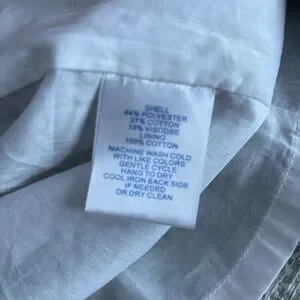 SHELL
44% POLYESTER
37% COTTON
19% VISCOSE
LINING
100% COTTON
MACHINE WASH COLD
WITH LIKE COLORS
GENTLE CYCLE
HANG TO DRY
COOL IRON BACK SIDE
IF NEEDED
OR DRY CLEAN